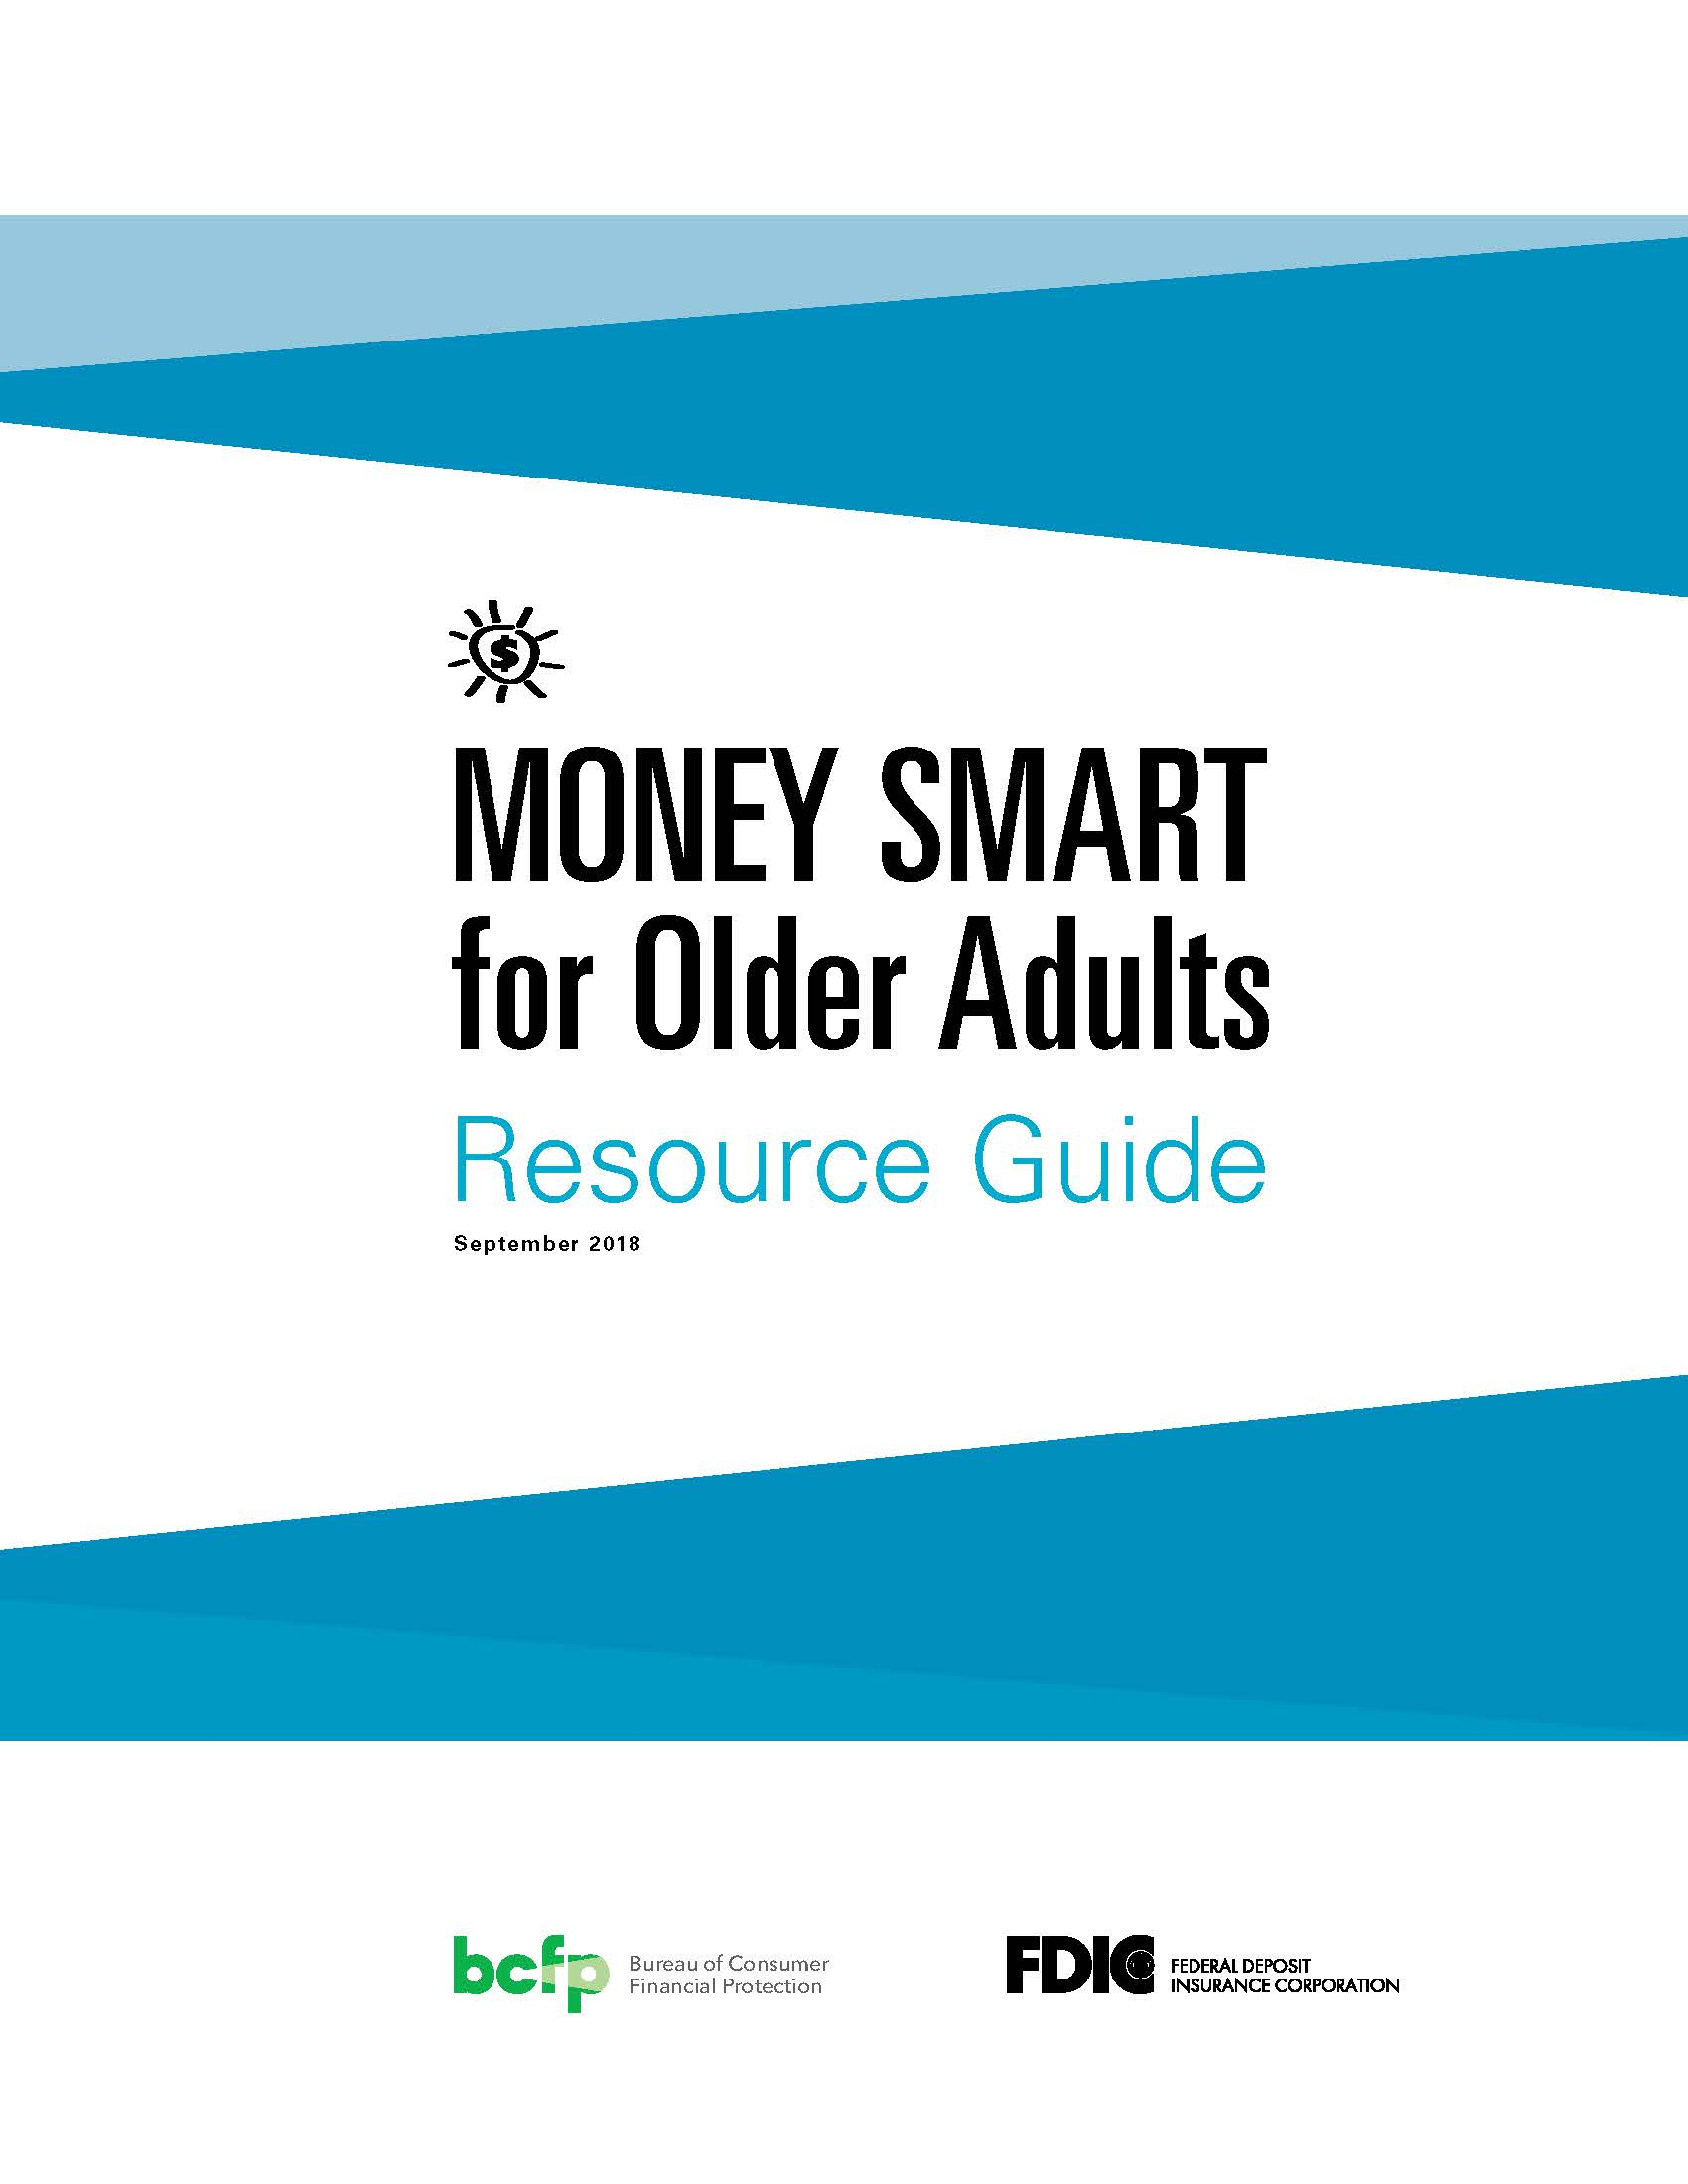 $
MONEY SMART
for Older Adults
Resource Guide
September 2018
bcfp
Bureau of Consumer
Financial Protection
FDIC
FEDERAL DEPOSIT
INSURANCE CORPORATION